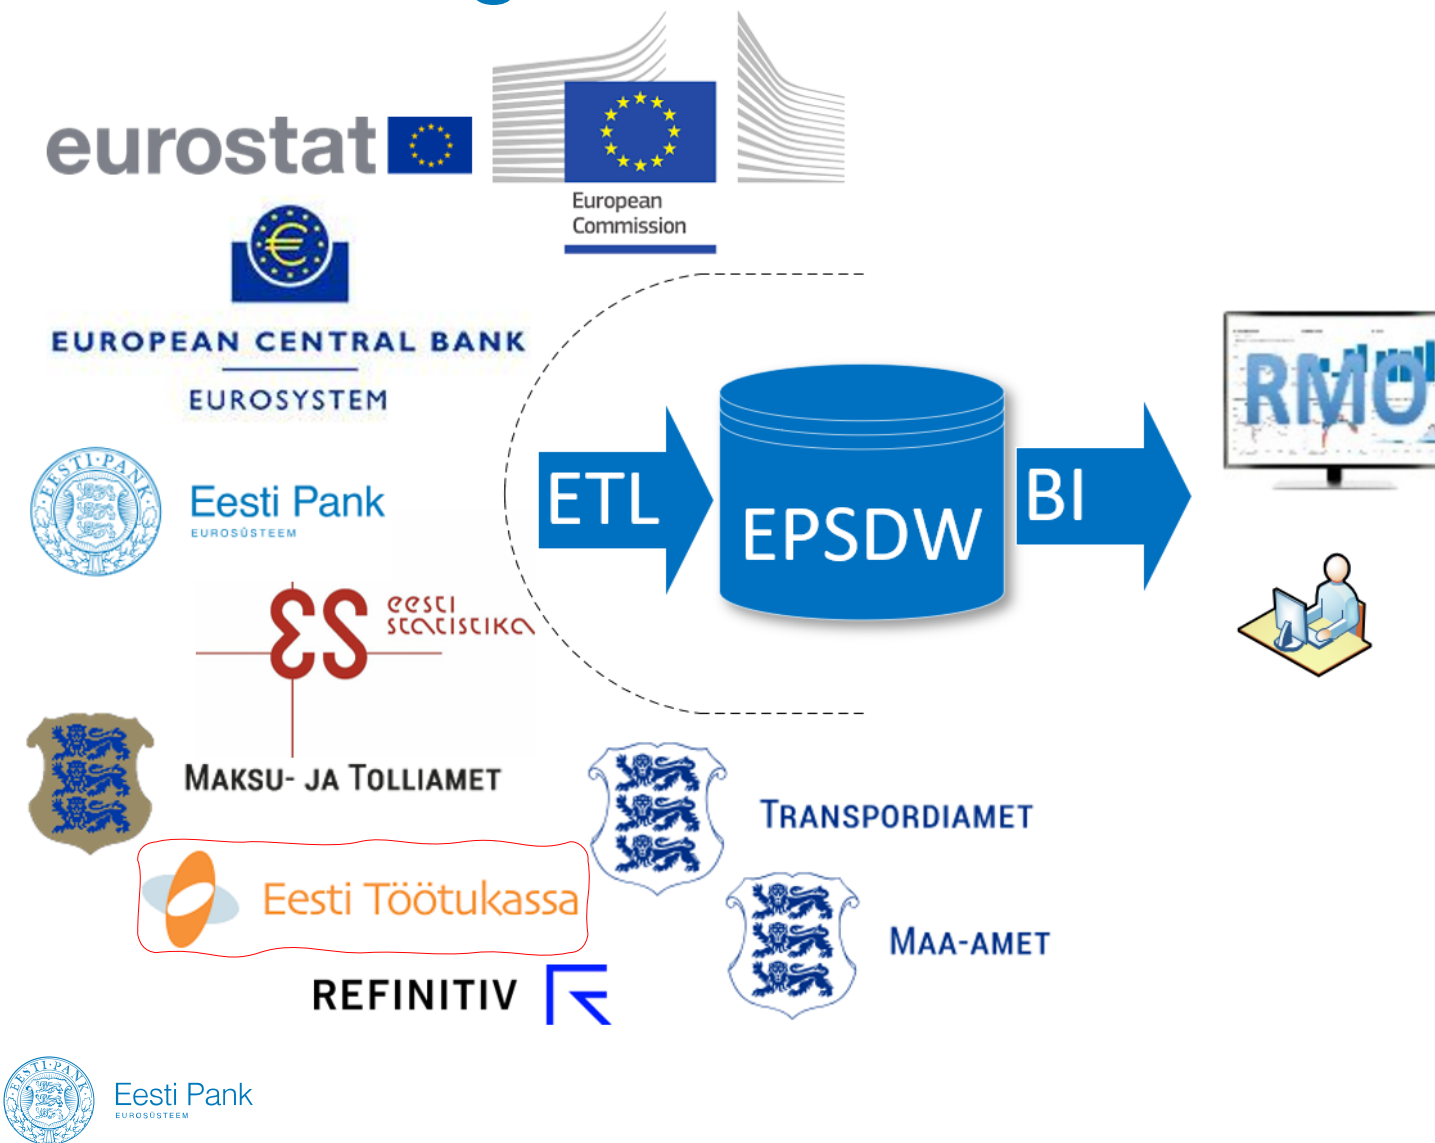 eurostat
European
Commission
EUROPEAN CENTRAL BANK
EUROSYSTEM
EESTI·PANK
Eesti Pank
EUROSÜSTEEM
ETL
EPSDW
BI
RMO
ES
eesti
statistika
MAKSU- JA TOLLIAMET
TRANSPORDIAMET
Eesti Töötukassa
MAA-AMET
REFINITIV
EESTI·PANK
Eesti Pank
EUROSÜSTEEM